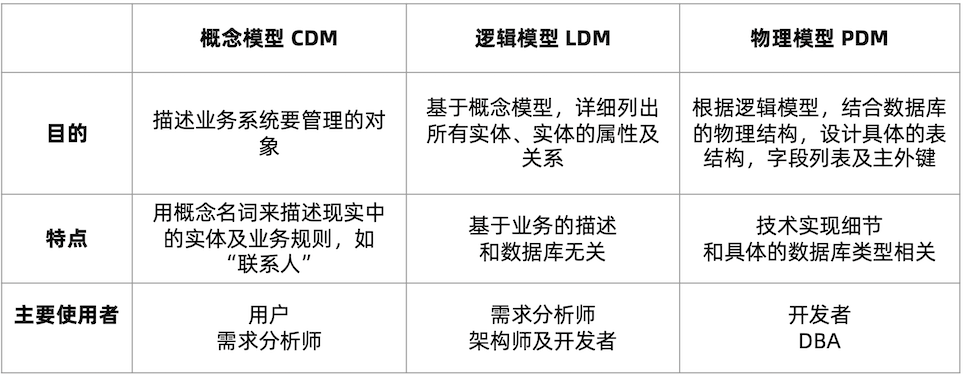 概念模型 CDM
逻辑模型 LDM
物理模型 PDM
目的
描述业务系统要管理的对
象
基于概念模型，详细列出
所有实体、实体的属性及
关系
根据逻辑模型，结合数据库
的物理结构，设计具体的表
结构，字段列表及主外键
特点
用概念名词来描述现实中
的实体及业务规则，如
“联系人”
基于业务的描述
和数据库无关
技术实现细节
和具体的数据库类型相关
主要使用者
用户
需求分析师
需求分析师
架构师及开发者
开发者
DBA